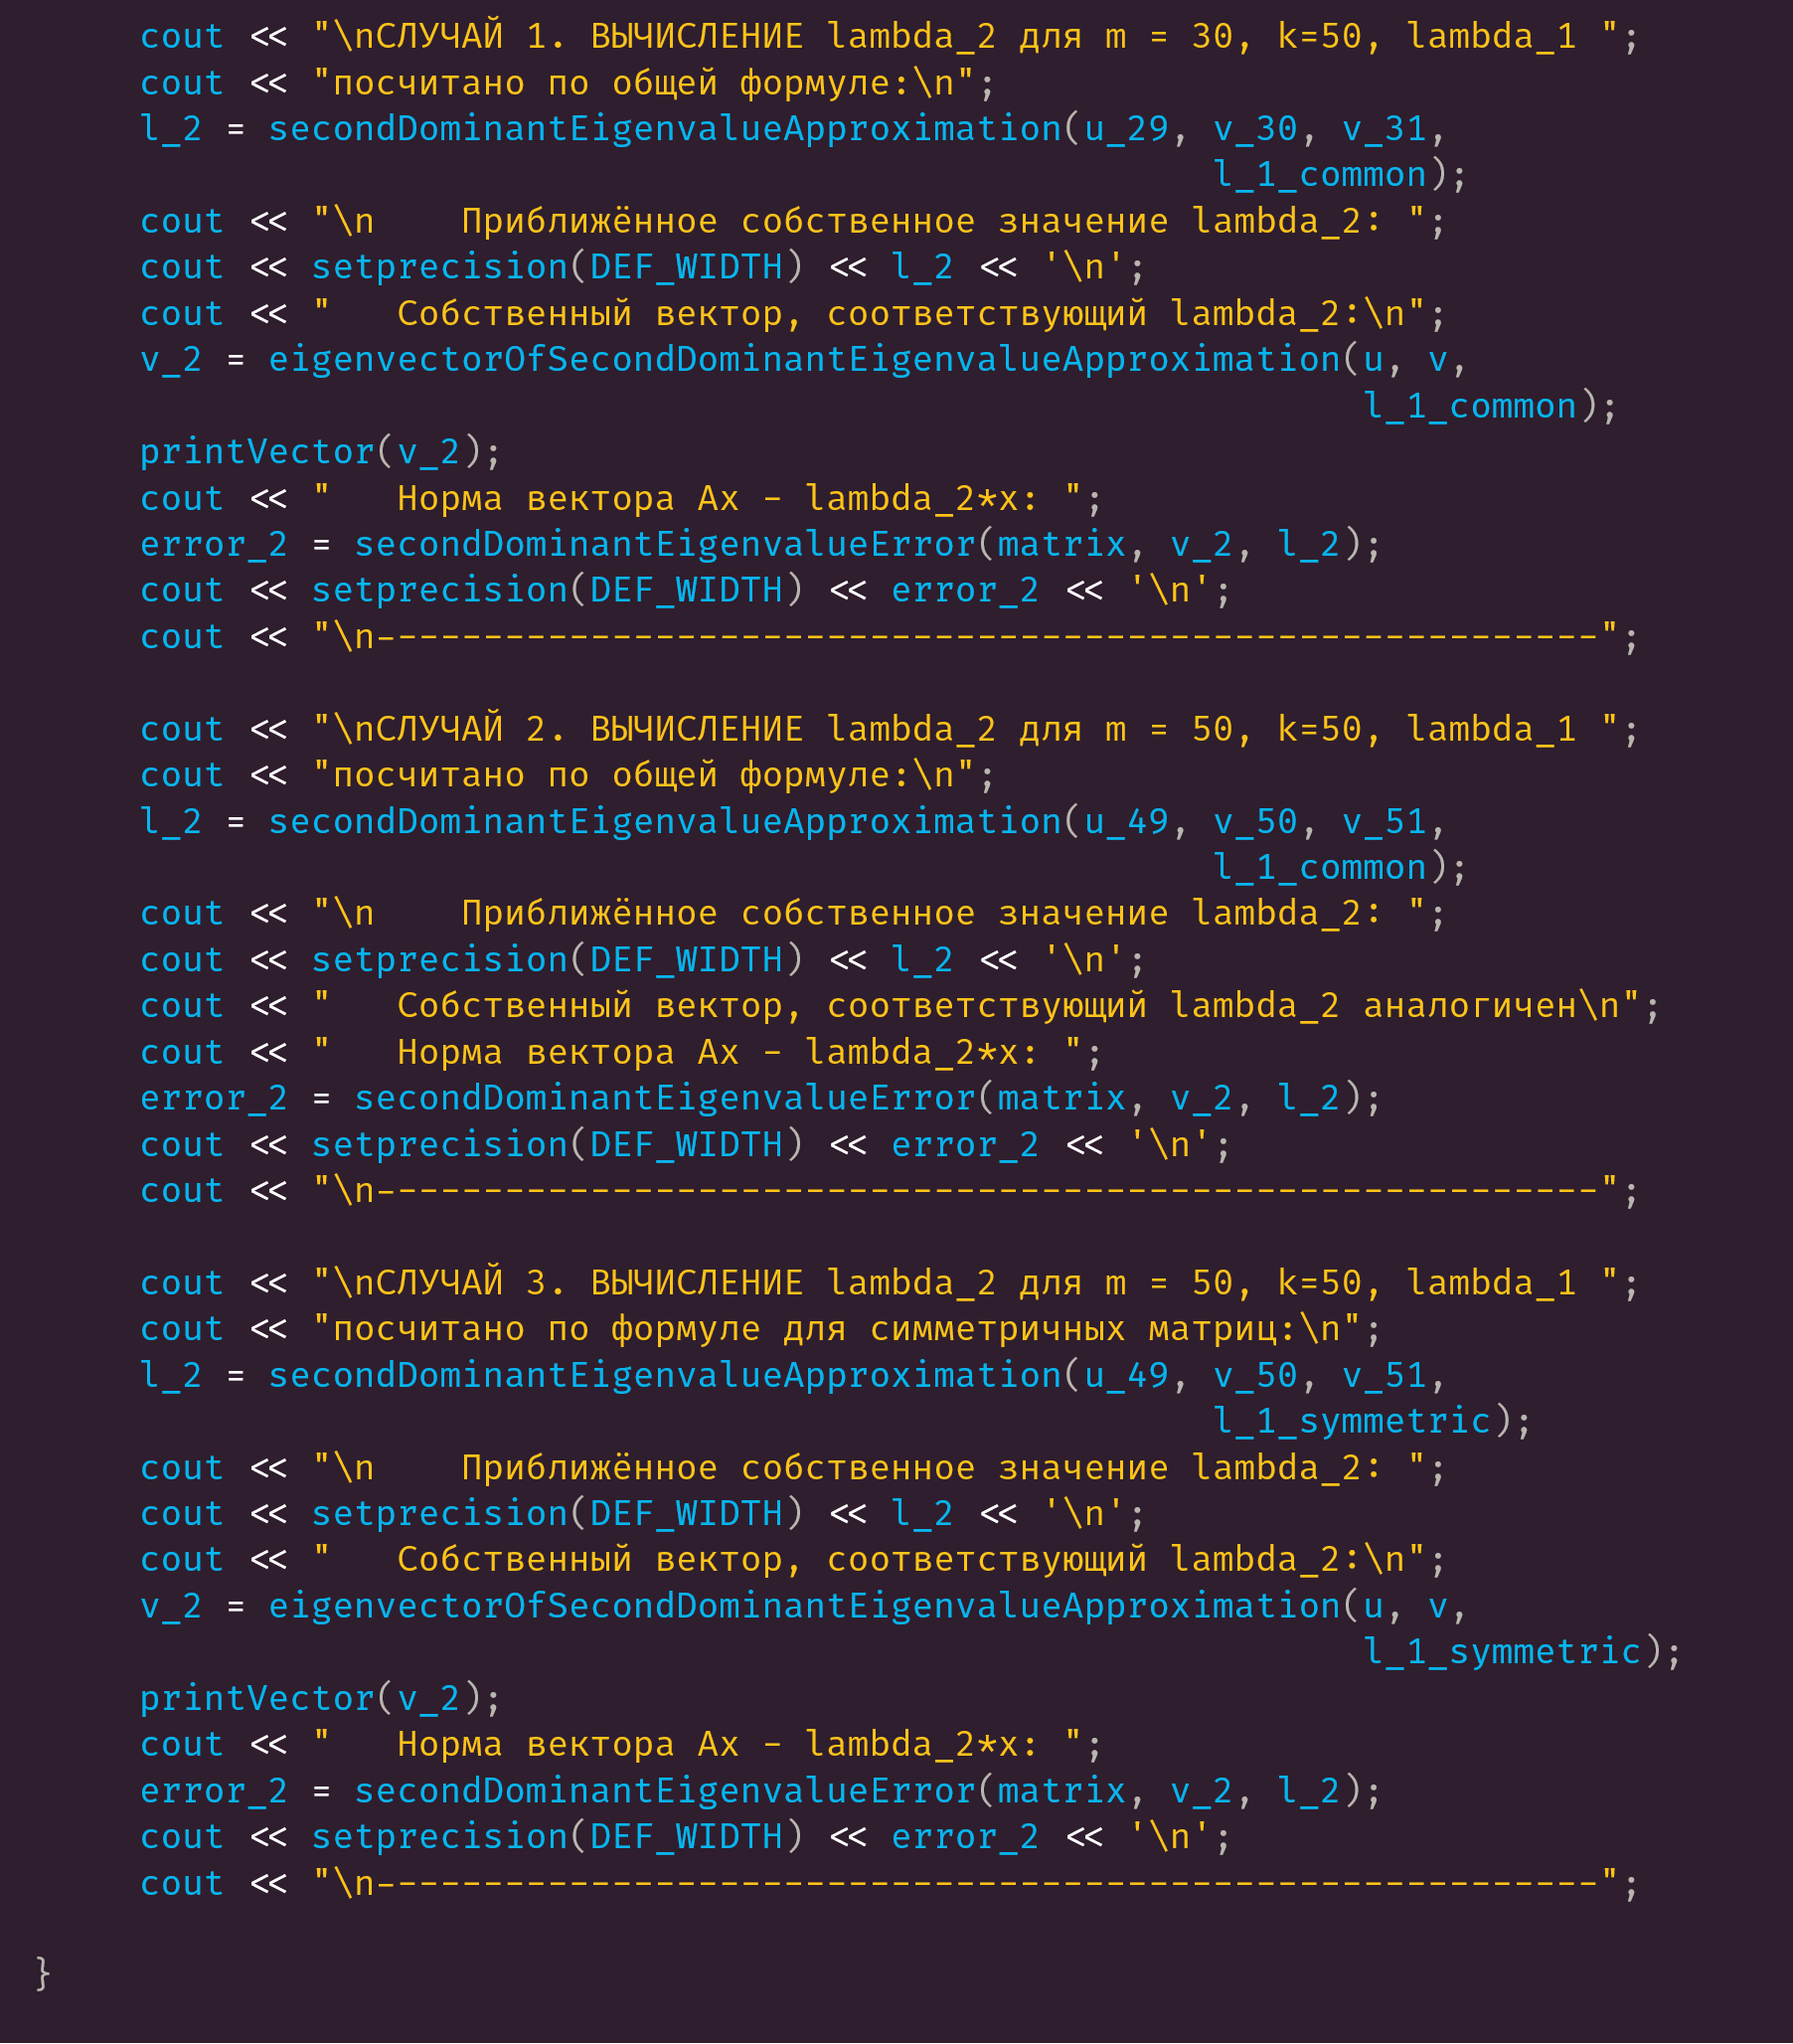 cout << "\nСЛУЧАЙ 1. ВЫЧИСЛЕНИЕ lambda_2 для m = 30, k=50, lambda_1 ";
cout << "посчитано по общей формуле:\n";
l_2 = secondDominantEigenvalueApproximation(u_29, v_30, v_31,
l_1_common);
cout << "\n    Приближённое собственное значение lambda_2: ";
cout << setprecision(DEF_WIDTH) << l_2 << '\n';
cout << "   Собственный вектор, соответствующий lambda_2:\n";
v_2 = eigenvectorOfSecondDominantEigenvalueApproximation(u, v,
l_1_common);
printVector(v_2);
cout << "   Норма вектора Ax - lambda_2*x: ";
error_2 = secondDominantEigenvalueError(matrix, v_2, l_2);
cout << setprecision(DEF_WIDTH) << error_2 << '\n';
cout << "\n---------------------------------------------------------";
cout << "\nСЛУЧАЙ 2. ВЫЧИСЛЕНИЕ lambda_2 для m = 50, k=50, lambda_1 ";
cout << "посчитано по общей формуле:\n";
l_2 = secondDominantEigenvalueApproximation(u_49, v_50, v_51,
l_1_common);
cout << "\n    Приближённое собственное значение lambda_2: ";
cout << setprecision(DEF_WIDTH) << l_2 << '\n';
cout << "   Собственный вектор, соответствующий lambda_2 аналогичен\n";
cout << "   Норма вектора Ax - lambda_2*x: ";
error_2 = secondDominantEigenvalueError(matrix, v_2, l_2);
cout << setprecision(DEF_WIDTH) << error_2 << '\n';
cout << "\n---------------------------------------------------------";
cout << "\nСЛУЧАЙ 3. ВЫЧИСЛЕНИЕ lambda_2 для m = 50, k=50, lambda_1 ";
cout << "посчитано по формуле для симметричных матриц:\n";
l_2 = secondDominantEigenvalueApproximation(u_49, v_50, v_51,
l_1_symmetric);
cout << "\n    Приближённое собственное значение lambda_2: ";
cout << setprecision(DEF_WIDTH) << l_2 << '\n';
cout << "   Собственный вектор, соответствующий lambda_2:\n";
v_2 = eigenvectorOfSecondDominantEigenvalueApproximation(u, v,
l_1_symmetric);
printVector(v_2);
cout << "   Норма вектора Ax - lambda_2*x: ";
error_2 = secondDominantEigenvalueError(matrix, v_2, l_2);
cout << setprecision(DEF_WIDTH) << error_2 << '\n';
cout << "\n---------------------------------------------------------";
}